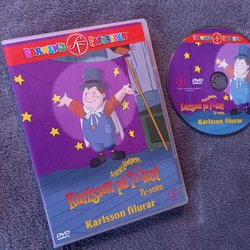 BARNENS
SF
FAVORITER
Astrid Lindgrens
Karlsson på taket
TV-serien
Karlsson filurar
DVD
DVD
Astrid Lindgrens
Karlsson på taket
TV-serien
Karlsson filurar